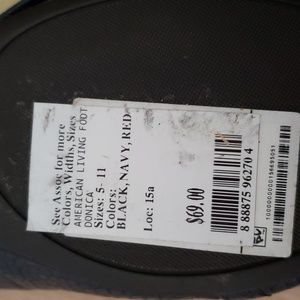 See Assoc for more
Colors, Widths, Sizes
AMERICAN LIVING FOOT
DONICA
Sizes: 5 - 11
Colors:
BLACK, NAVY, RED
Loc: 15a
$69.00
8 88875 96270 4